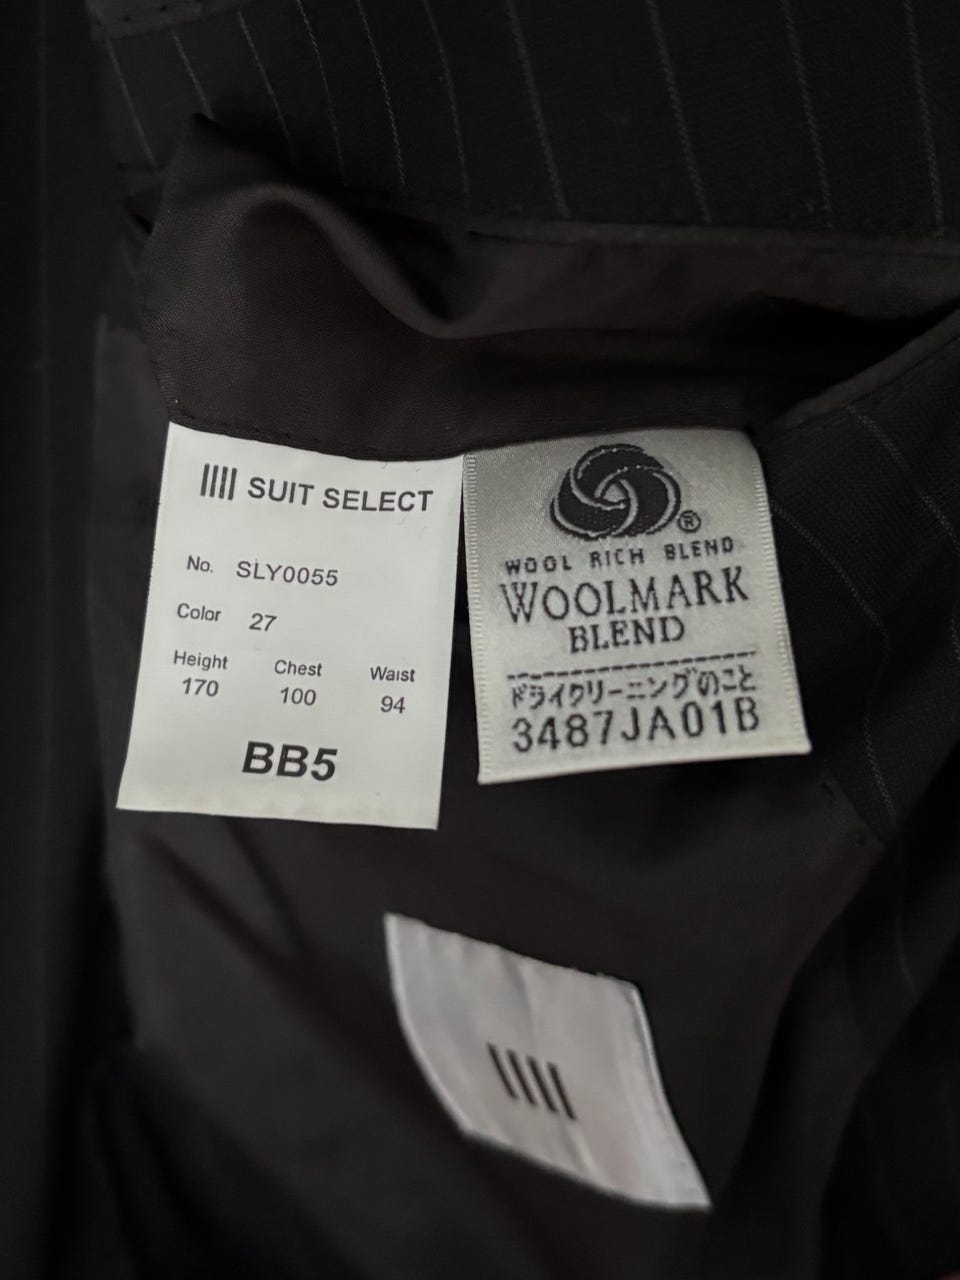 SUIT SELECT
No. SLY0055
Color 27
Height Chest Waist
170 100 94
BB5
®
WOOL RICH BLEND
WOOLMARK
BLEND
ドライクリーニングのこと
3487JA01B